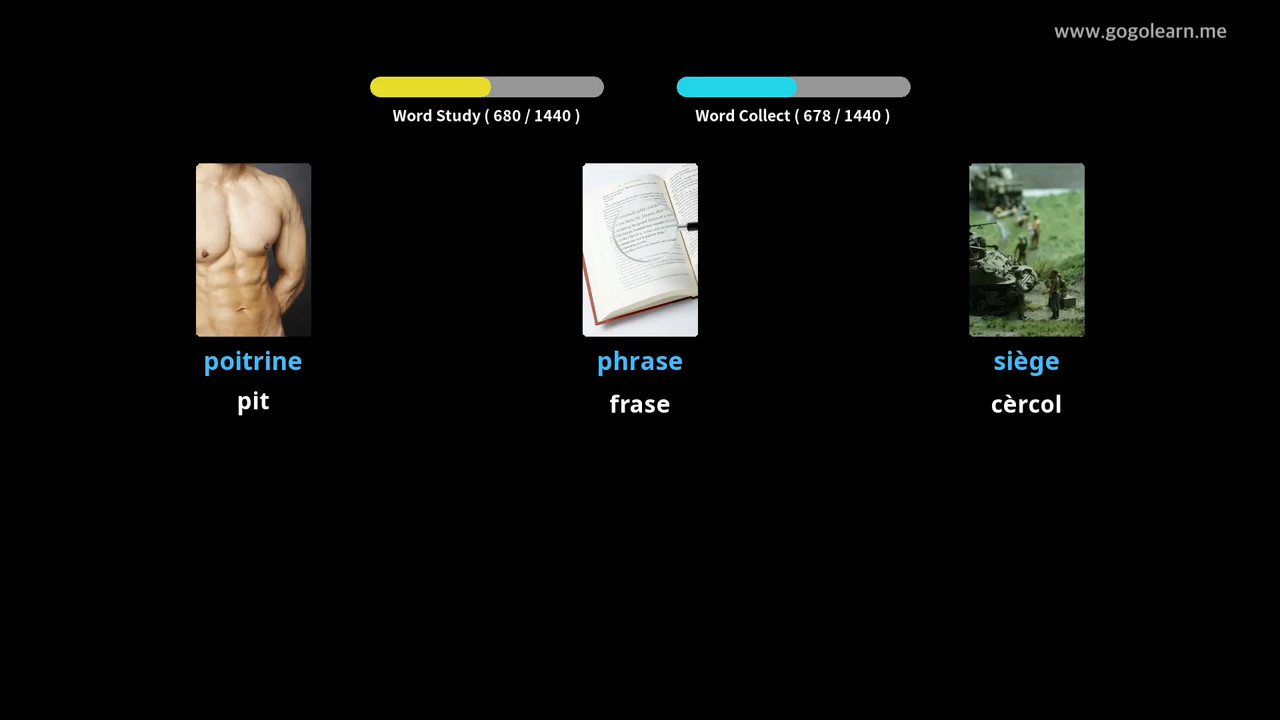 www.gogolearn.me
Word Study ( 680 / 1440 )
Word Collect ( 678 / 1440 )
poitrine
pit
phrase
frase
siège
cèrcol